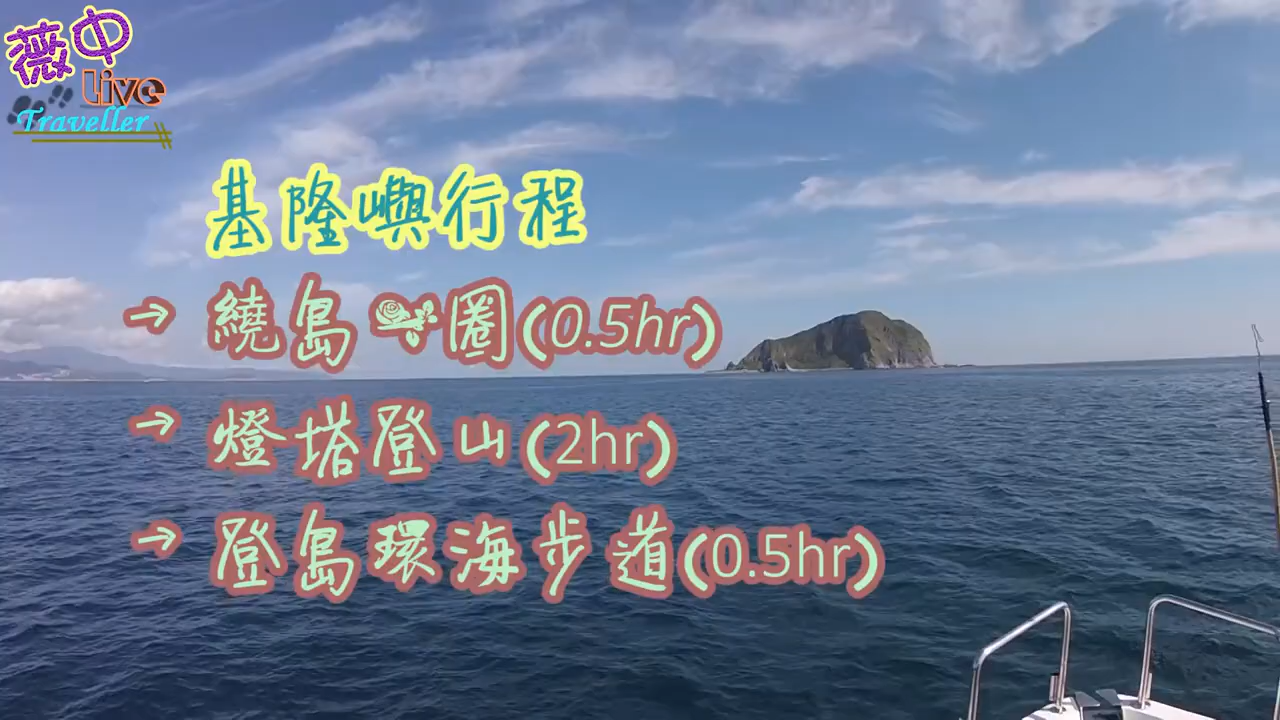 薇中
Live
Traveller
基隆嶼行程
→ 繞島圈(0.5hr)
→ 燈塔登山(2hr)
→ 登島環海步道(0.5hr)